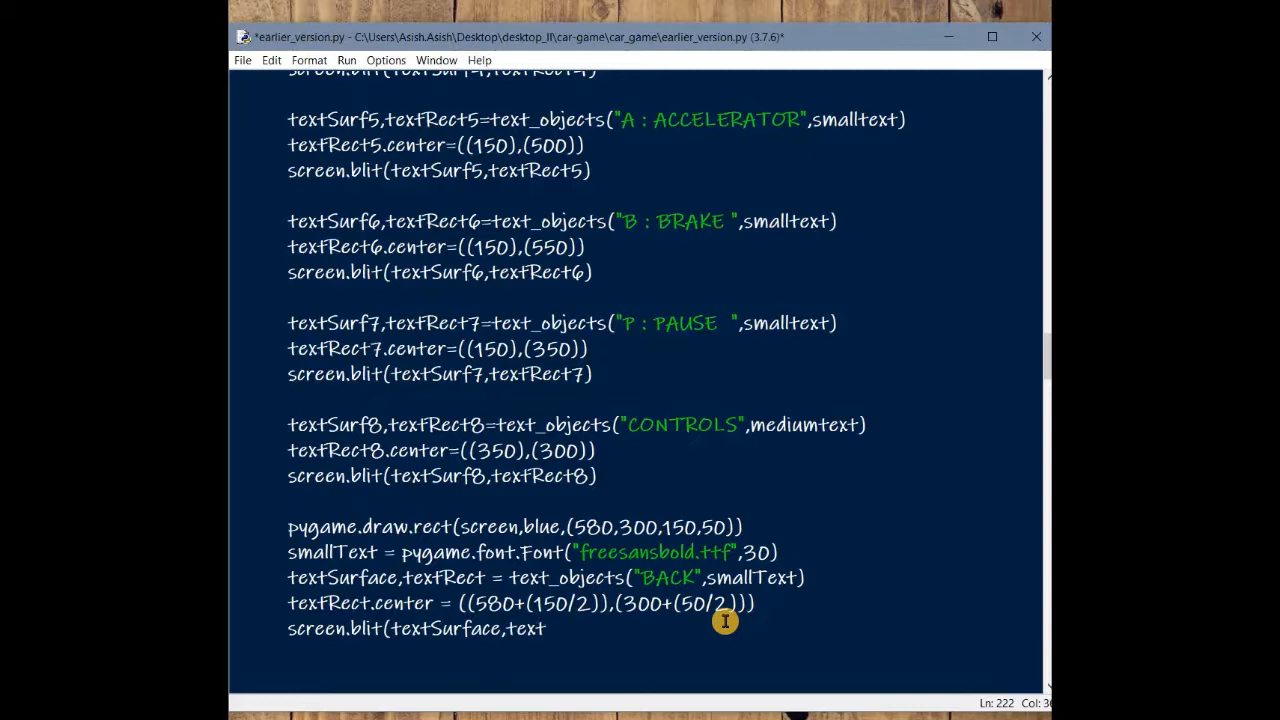 *earlier_version.py - C:\Users\Asish.Asish\Desktop\desktop_II\car-game\car_game\earlier_version.py (3.7.6)*
File Edit Format Run Options Window Help
textSurf5,textRect5=text_objects("A : ACCELERATOR",smalltext)
textRect5.center=((150),(500))
screen.blit(textSurf5,textRect5)
textSurf6,textRect6=text_objects("B : BRAKE ",smalltext)
textRect6.center=((150),(550))
screen.blit(textSurf6,textRect6)
textSurf7,textRect7=text_objects("P : PAUSE  ",smalltext)
textRect7.center=((150),(350))
screen.blit(textSurf7,textRect7)
textSurf8,textRect8=text_objects("CONTROLS",mediumtext)
textRect8.center=((350),(300))
screen.blit(textSurf8,textRect8)
pygame.draw.rect(screen,blue,(580,300,150,50))
smallText = pygame.font.Font("freesansbold.ttf",30)
textSurface,textRect = text_objects("BACK",smallText)
textRect.center = ((580+(150/2)),(300+(50/2)))
screen.blit(textSurface,text
Ln: 222 Col: